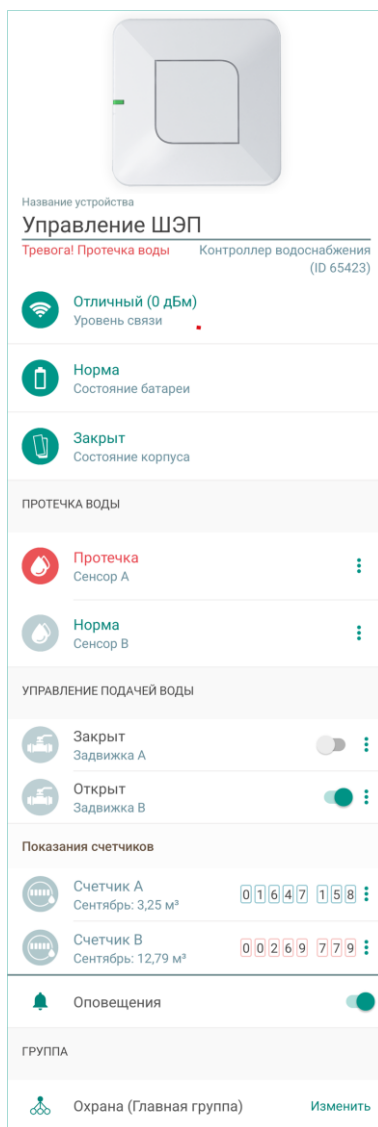 Название устройства
Управление ШЭП
Тревога! Протечка воды Контроллер водоснабжения
(ID 65423)
Отличный (0 дБм)
Уровень связи
Норма
Состояние батареи
Закрыт
Состояние корпуса
ПРОТЕЧКА ВОДЫ
Протечка
Сенсор A
Норма
Сенсор B
УПРАВЛЕНИЕ ПОДАЧЕЙ ВОДЫ
Закрыт
Задвижка A
Открыт
Задвижка B
Показания счетчиков
Счетчик A 01647 158
Сентябрь: 3,25 м³
Счетчик B 00269 779
Сентябрь: 12,79 м³
Оповещения
ГРУППА
Охрана (Главная группа) Изменить